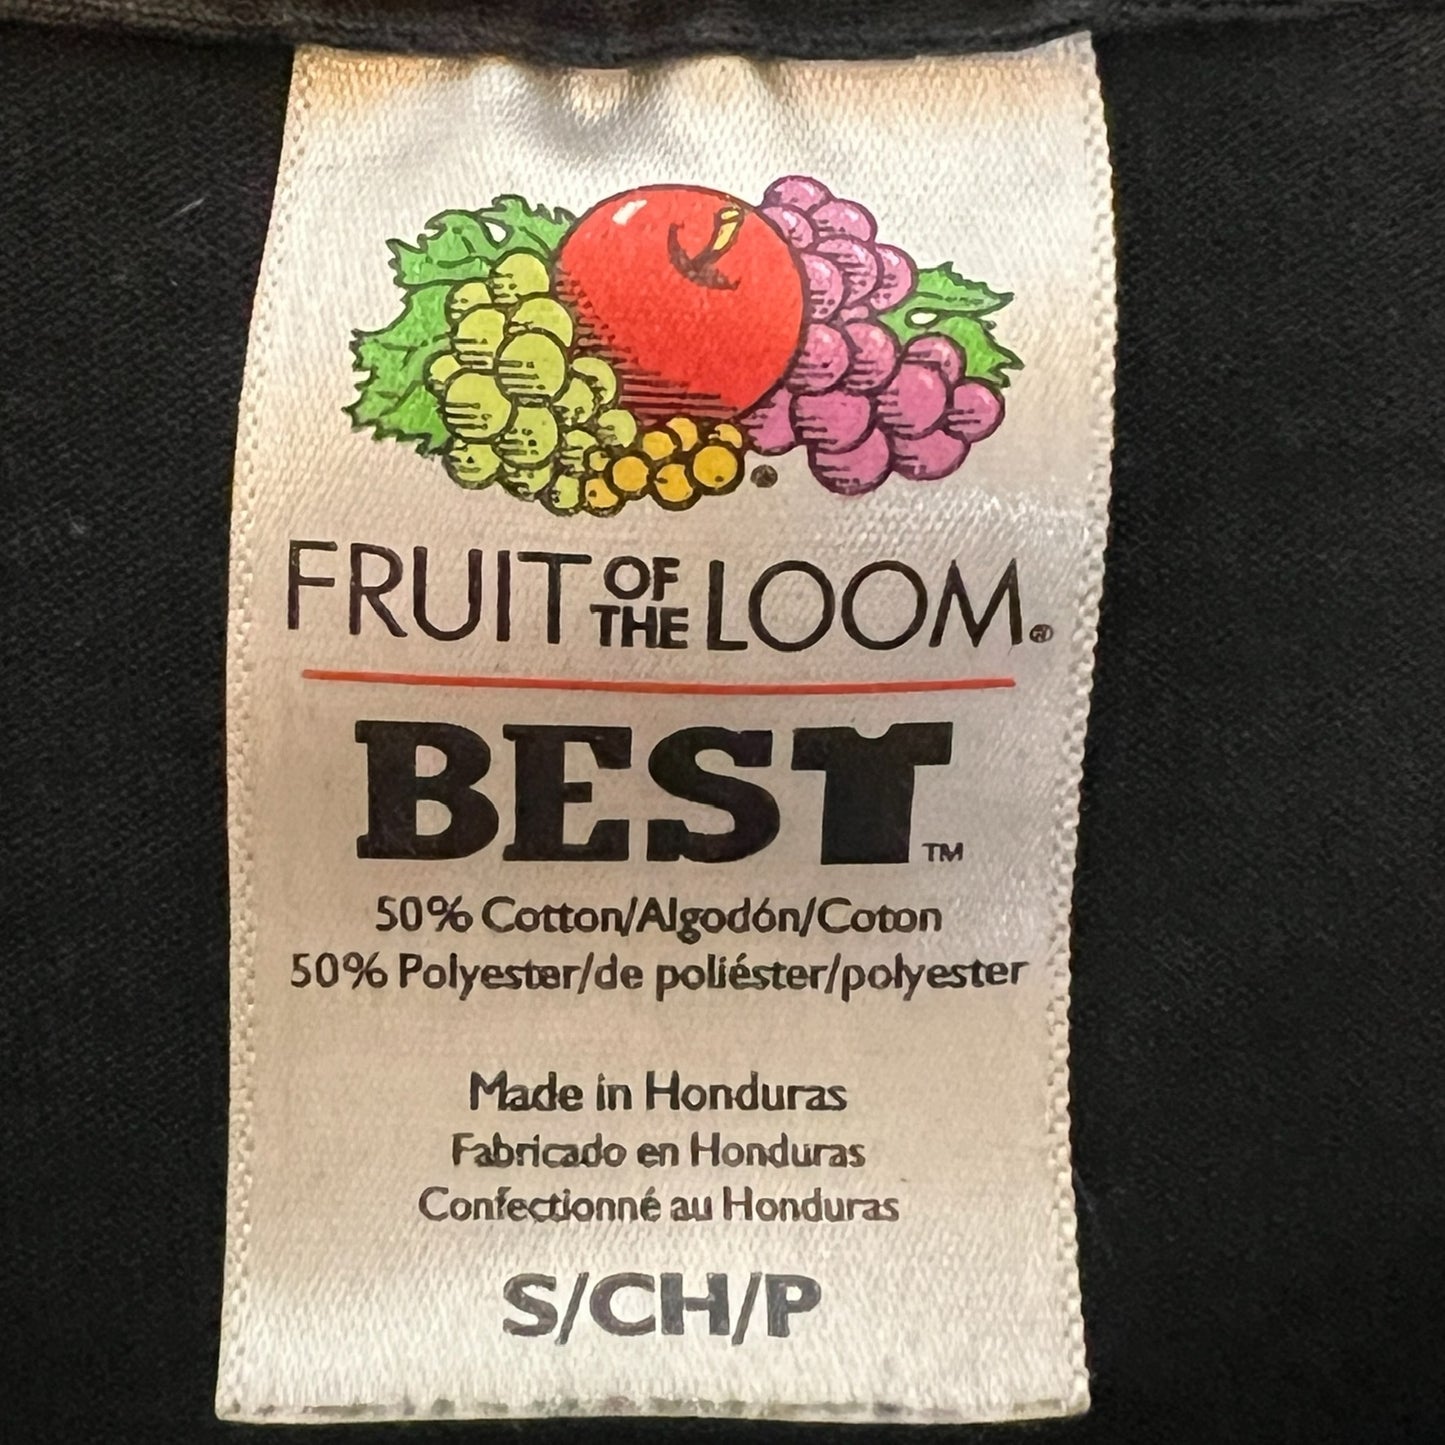 FRUIT OF THE LOOM®
BEST™
50% Cotton/Algodón/Coton
50% Polyester/de poliéster/polyester
Made in Honduras
Fabricado en Honduras
Confectionné au Honduras
S/CH/P